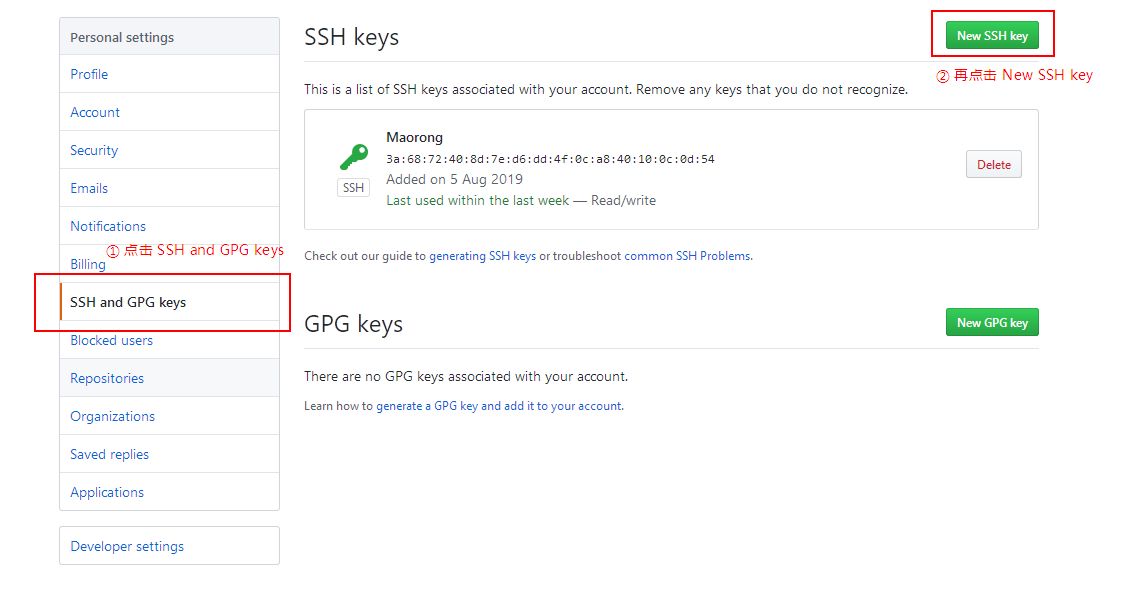 Personal settings
Profile
Account
Security
Emails
Notifications
① 点击 SSH and GPG keys
Billing
SSH and GPG keys
Blocked users
Repositories
Organizations
Saved replies
Applications
Developer settings
SSH keys
New SSH key
② 再点击 New SSH key
This is a list of SSH keys associated with your account. Remove any keys that you do not recognize.
Maorong
3a:68:72:40:8d:7e:d6:dd:4f:0c:a8:40:10:0c:0d:54
SSH
Added on 5 Aug 2019
Last used within the last week — Read/write
Delete
Check out our guide to generating SSH keys or troubleshoot common SSH Problems.
GPG keys
New GPG key
There are no GPG keys associated with your account.
Learn how to generate a GPG key and add it to your account.